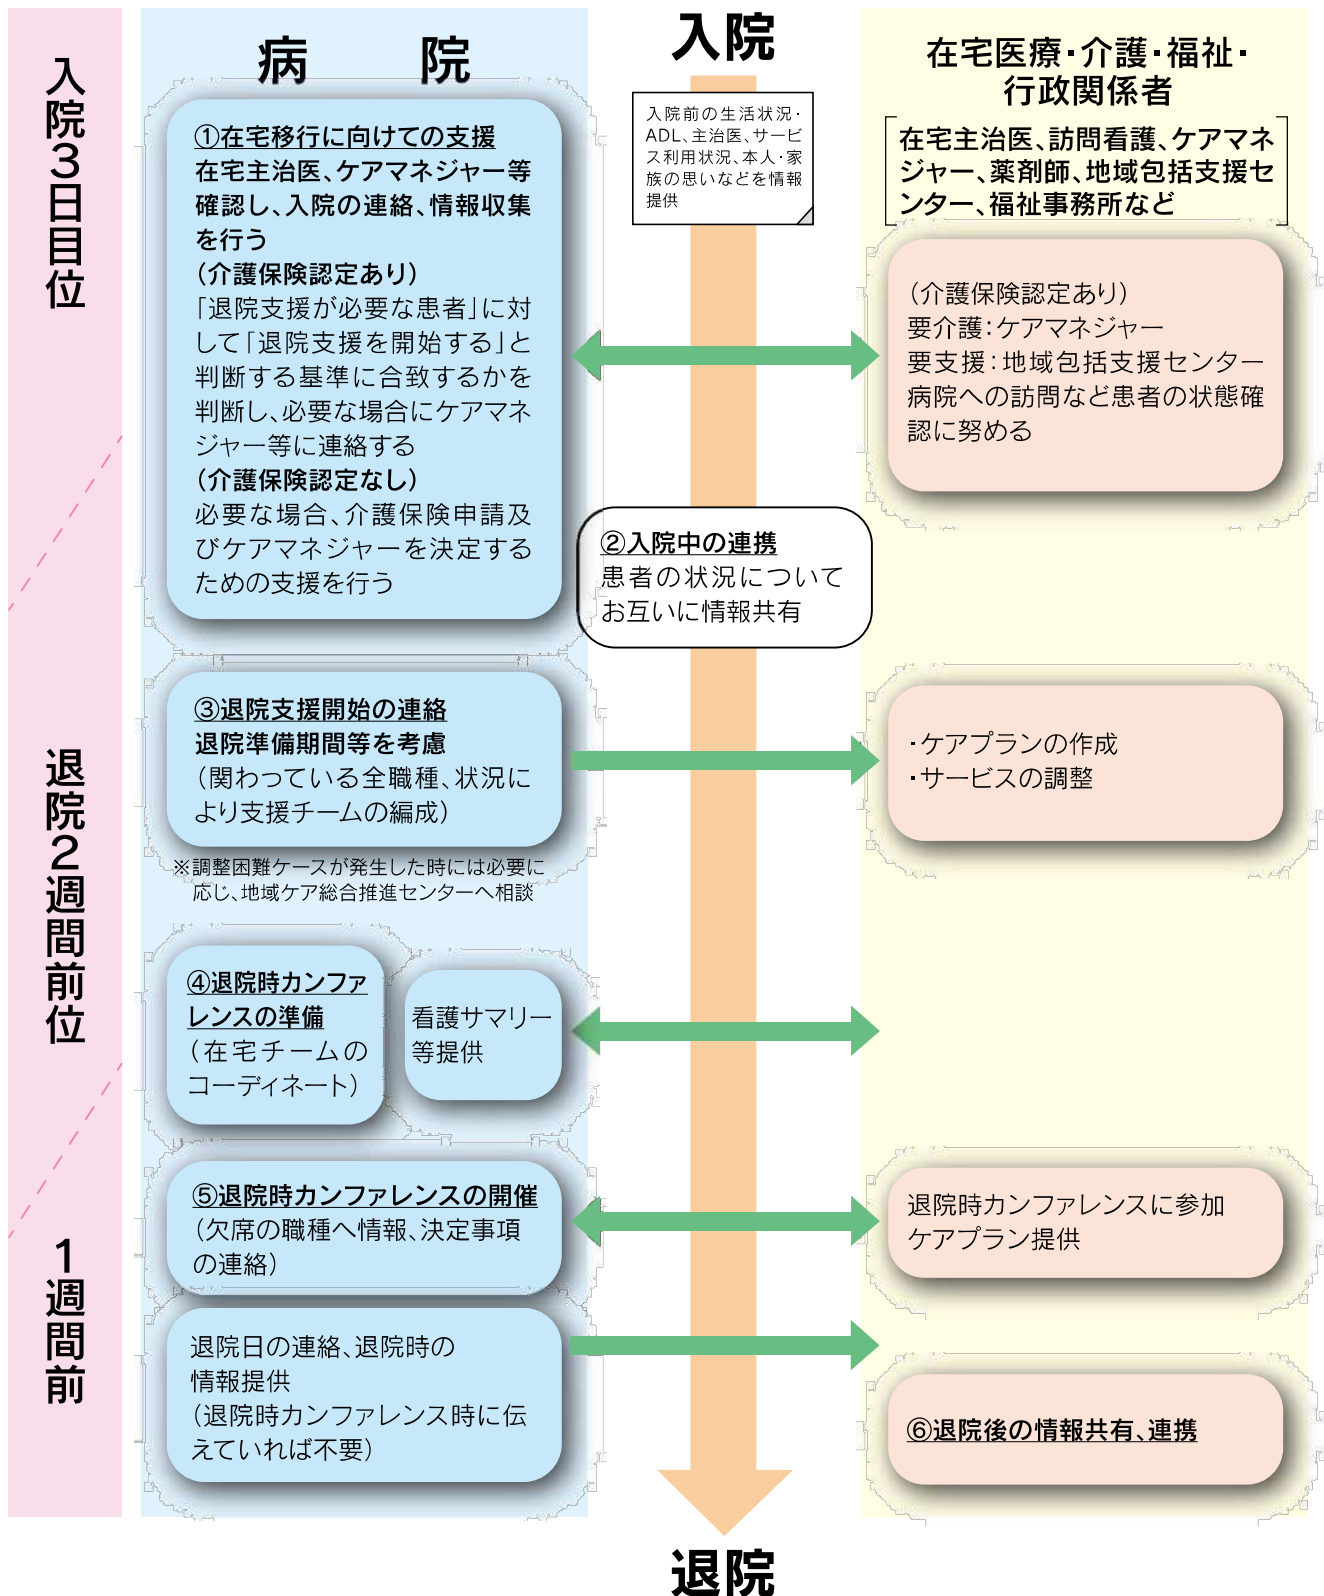 入院3日目位
退院2週間前位
1週間前
病　院
①在宅移行に向けての支援
在宅主治医、ケアマネジャー等
確認し、入院の連絡、情報収集
を行う
（介護保険認定あり）
「退院支援が必要な患者」に対
して「退院支援を開始する」と
判断する基準に合致するかを
判断し、必要な場合にケアマネ
ジャー等に連絡する
（介護保険認定なし）
必要な場合、介護保険申請及
びケアマネジャーを決定する
ための支援を行う
③退院支援開始の連絡
退院準備期間等を考慮
（関わっている全職種、状況に
より支援チームの編成）
※調整困難ケースが発生した時には必要に
応じ、地域ケア総合推進センターへ相談
④退院時カンファ
レンスの準備
（在宅チームの
コーディネート）
看護サマリー
等提供
⑤退院時カンファレンスの開催
（欠席の職種へ情報、決定事項
の連絡）
退院日の連絡、退院時の
情報提供
（退院時カンファレンス時に伝
えていれば不要）
入院
入院前の生活状況・
ADL、主治医、サービ
ス利用状況、本人・家
族の思いなどを情報
提供
②入院中の連携
患者の状況について
お互いに情報共有
退院
在宅医療・介護・福祉・
行政関係者
在宅主治医、訪問看護、ケアマネ
ジャー、薬剤師、地域包括支援セ
ンター、福祉事務所など
（介護保険認定あり）
要介護：ケアマネジャー
要支援：地域包括支援センター
病院への訪問など患者の状態確
認に努める
・ケアプランの作成
・サービスの調整
退院時カンファレンスに参加
ケアプラン提供
⑥退院後の情報共有、連携